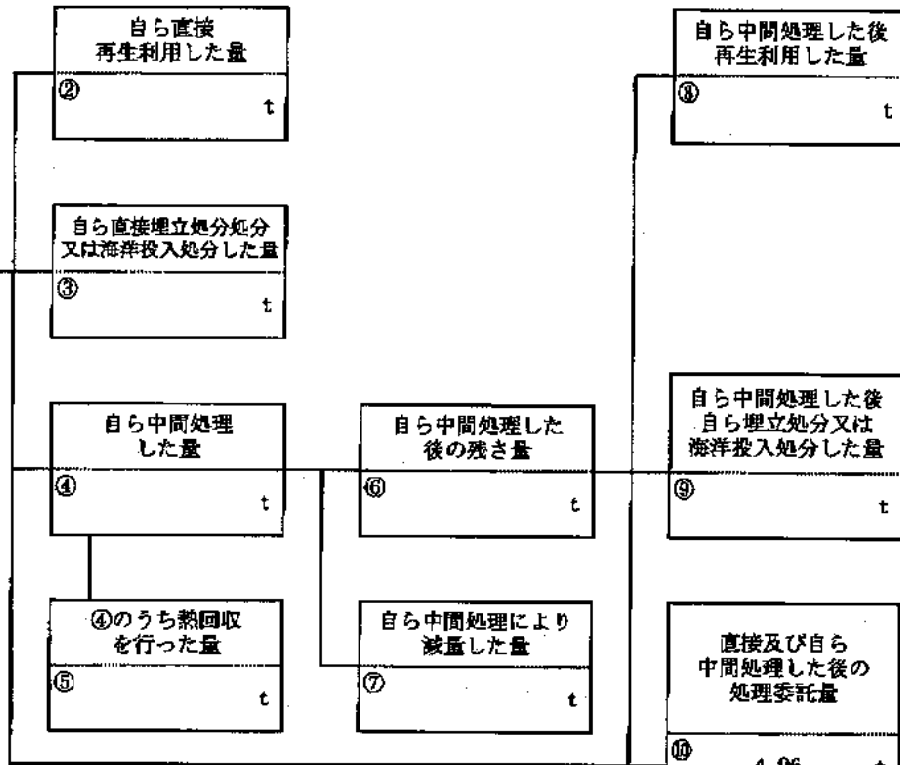 自ら直接
再生利用した量
②
t
自ら中間処理した後
再生利用した量
⑧
t
自ら直接埋立処分処分
又は海洋投入処分した量
③
t
自ら中間処理
した量
④
t
自ら中間処理した
後の残さ量
⑥
t
自ら中間処理した後
自ら埋立処分又は
海洋投入処分した量
⑨
t
④のうち熱回収
を行った量
⑤
t
自ら中間処理により
減量した量
⑦
t
直接及び自ら
中間処理した後の
処理委託量
⑩
4.96 t